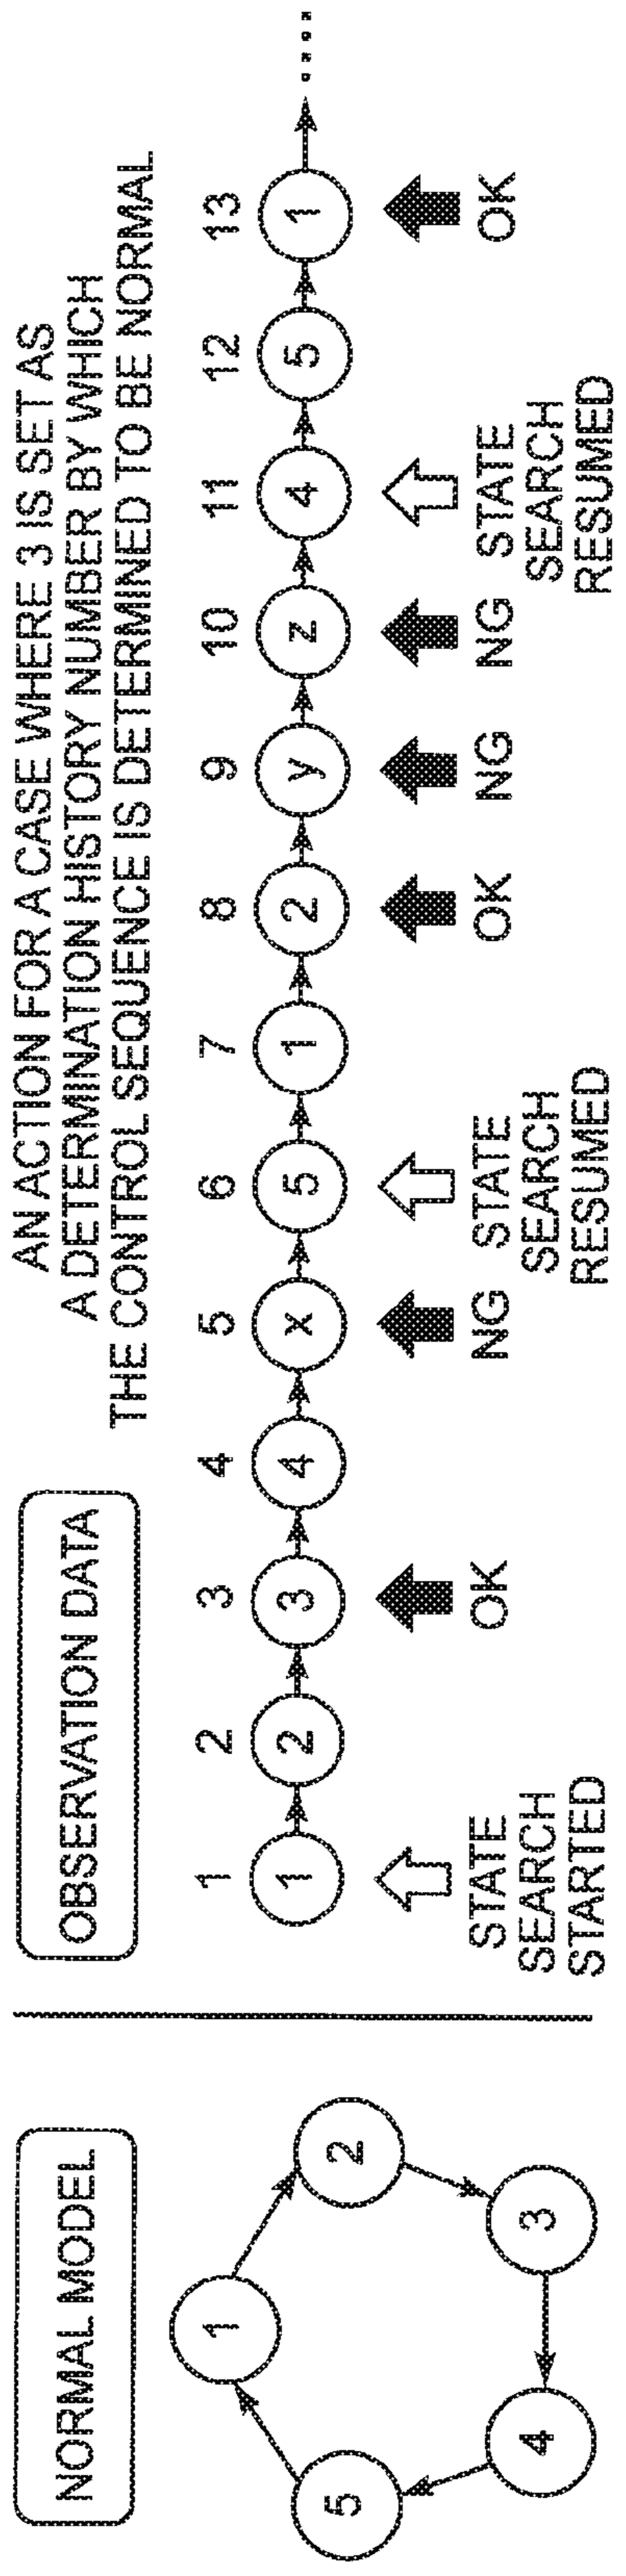 NORMAL MODEL
1
2
3
4
5
OBSERVATION DATA
AN ACTION FOR A CASE WHERE 3 IS SET AS
A DETERMINATION HISTORY NUMBER BY WHICH
THE CONTROL SEQUENCE IS DETERMINED TO BE NORMAL
1 2 3 4 5 6 7 8 9 10 11 12 13
1 2 3 4 x 5 1 2 y z 4 5 1 ....
STATE
SEARCH
STARTED
OK
NG
STATE
SEARCH
RESUMED
OK
NG
NG
STATE
SEARCH
RESUMED
OK